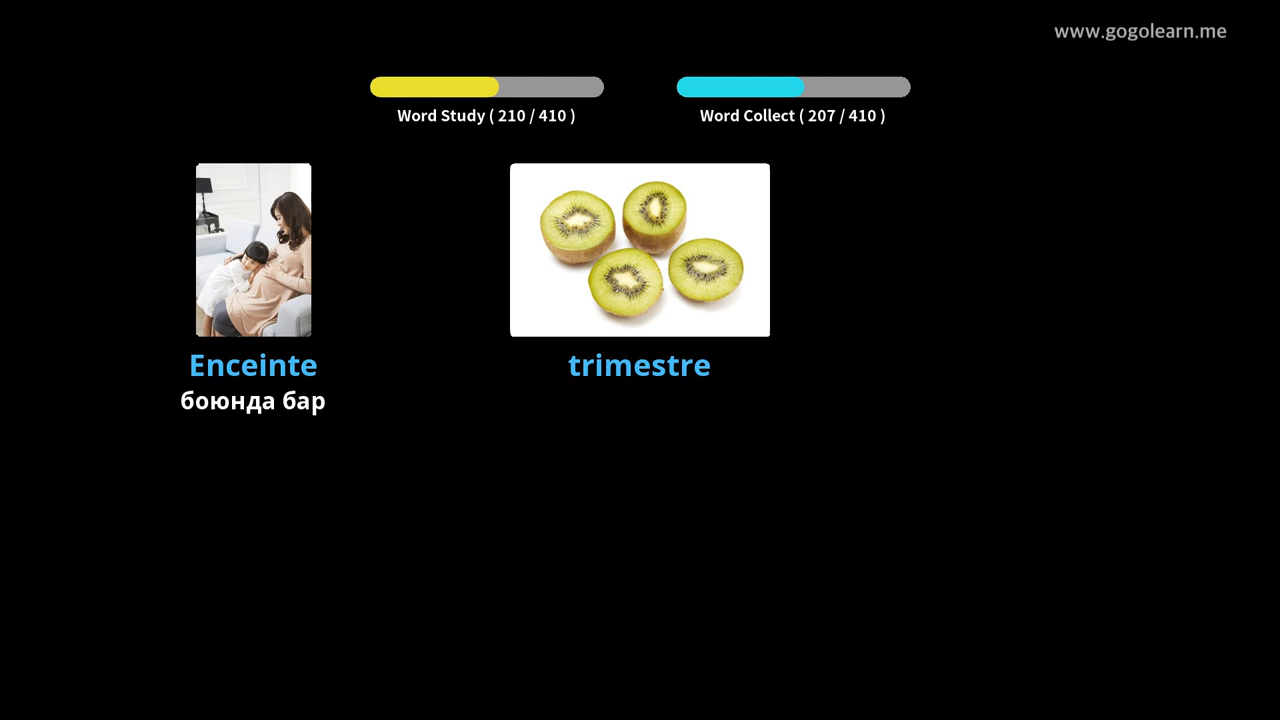 www.gogolearn.me
Word Study ( 210 / 410 )
Word Collect ( 207 / 410 )
Enceinte
trimestre
боюнда бар